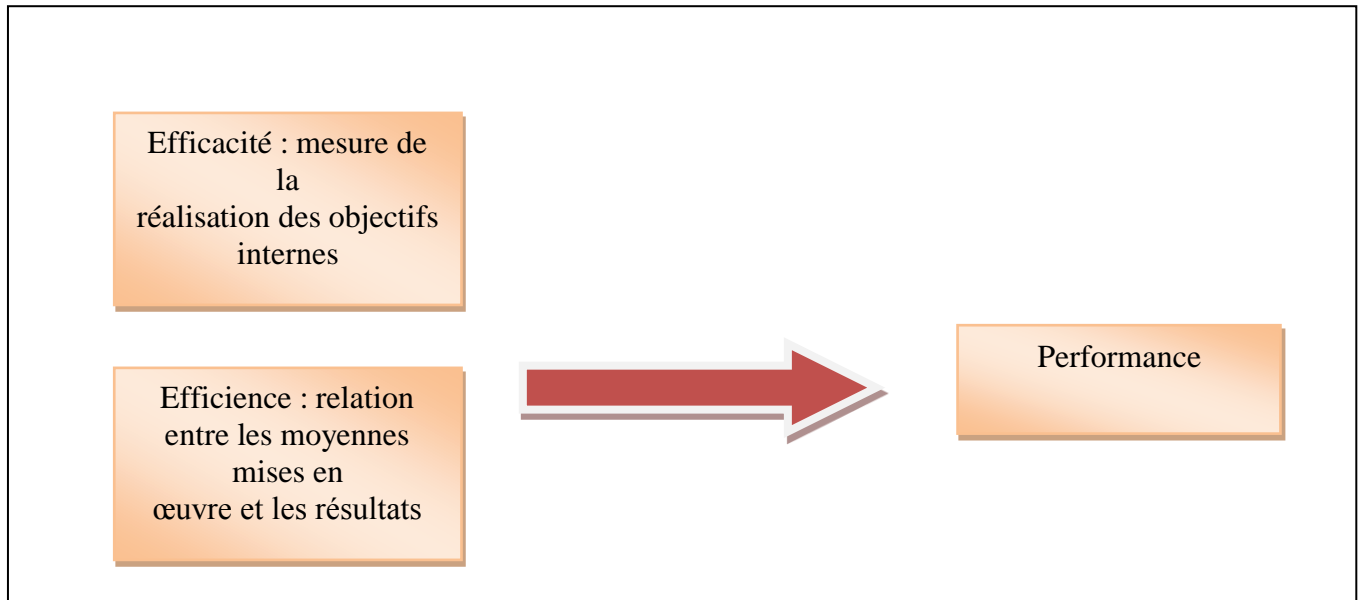 Efficacité : mesure de
la
réalisation des objectifs
internes
Efficience : relation
entre les moyennes
mises en
œuvre et les résultats
Performance